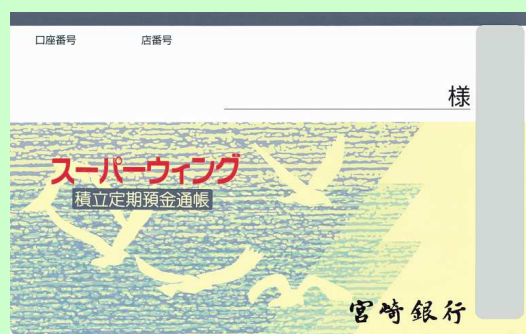 口座番号 店番号
様
スーパーウィング
積立定期預金通帳
宮崎銀行